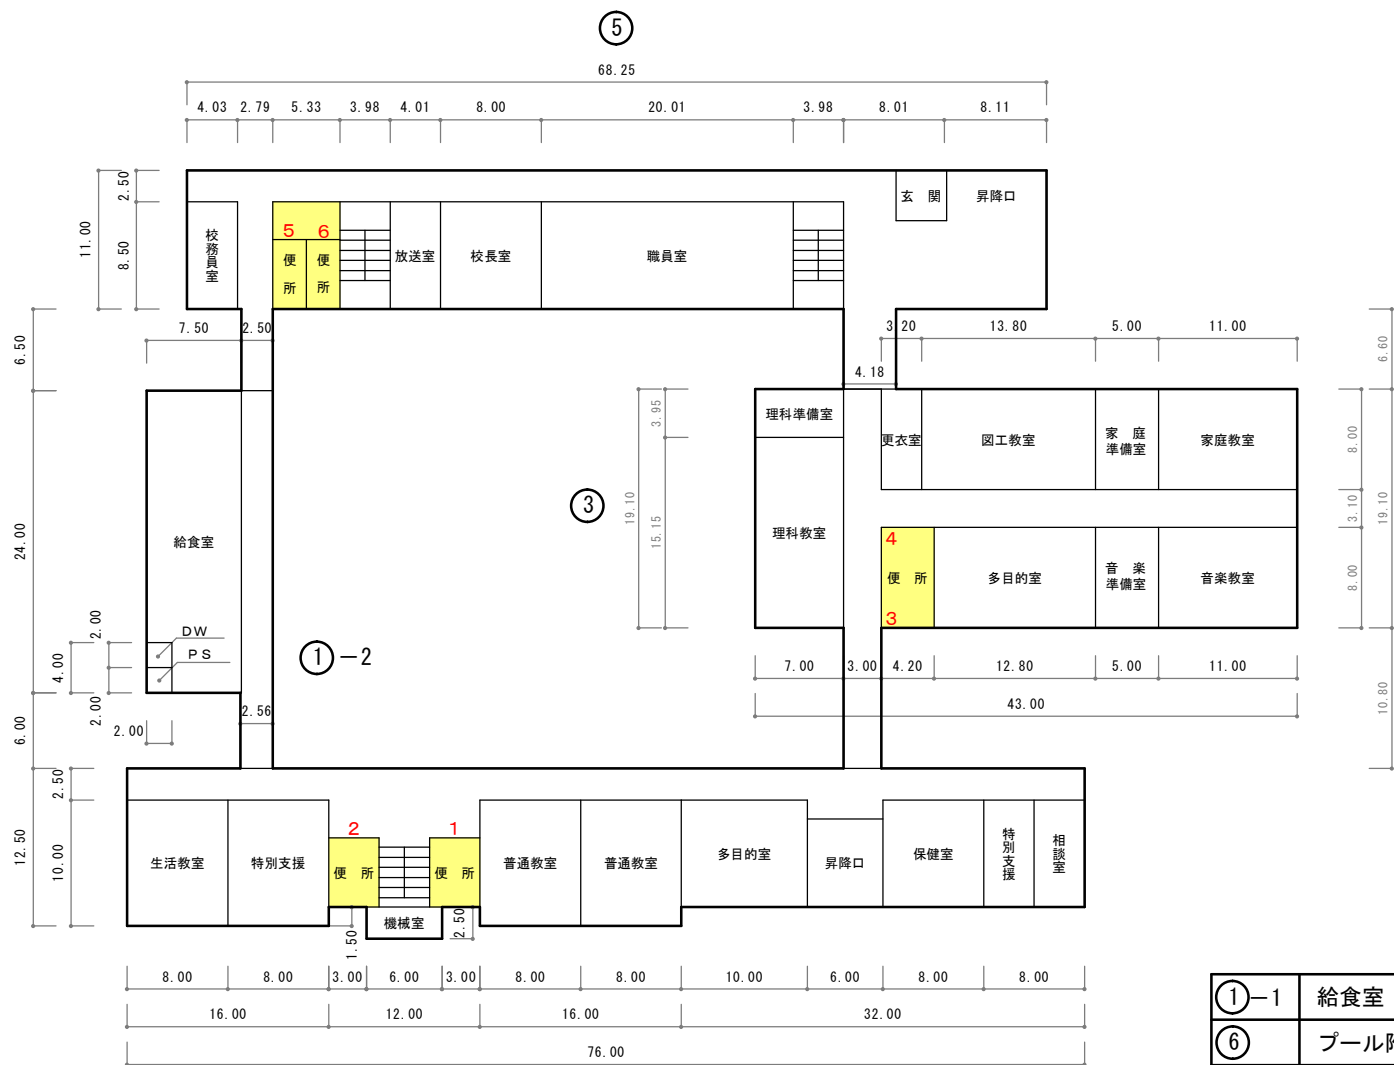 ⑤
68.25
4.03 2.79 5.33 3.98 4.01 8.00 20.01 3.98 8.01 8.11
11.00
2.50
8.50
校務員室
5 6
便所
便所
放送室
校長室
職員室
玄 関
昇降口
6.50
7.50 2.50
3.20 13.80 5.00 11.00
6.60
4.18
24.00
給食室
DW
PS
4.00
2.00
2.00
2.00
6.00
2.56
①-2
③
19.10
3.95
15.15
理科準備室
理科教室
更衣室
図工教室
家 庭
準備室
家庭教室
4
便 所
3
多目的室
音 楽
準備室
音楽教室
8.00
3.10
8.00
19.10
10.80
7.00 3.00 4.20 12.80 5.00 11.00
43.00
12.50
2.50
10.00
生活教室
特別支援
2
便 所
1
便 所
機械室
1.50
2.50
普通教室
普通教室
多目的室
昇降口
保健室
特別支援
相談室
8.00 8.00 3.00 6.00 3.00 8.00 8.00 10.00 6.00 8.00 8.00
16.00 12.00 16.00 32.00
76.00
①-1 給食室
⑥ プール